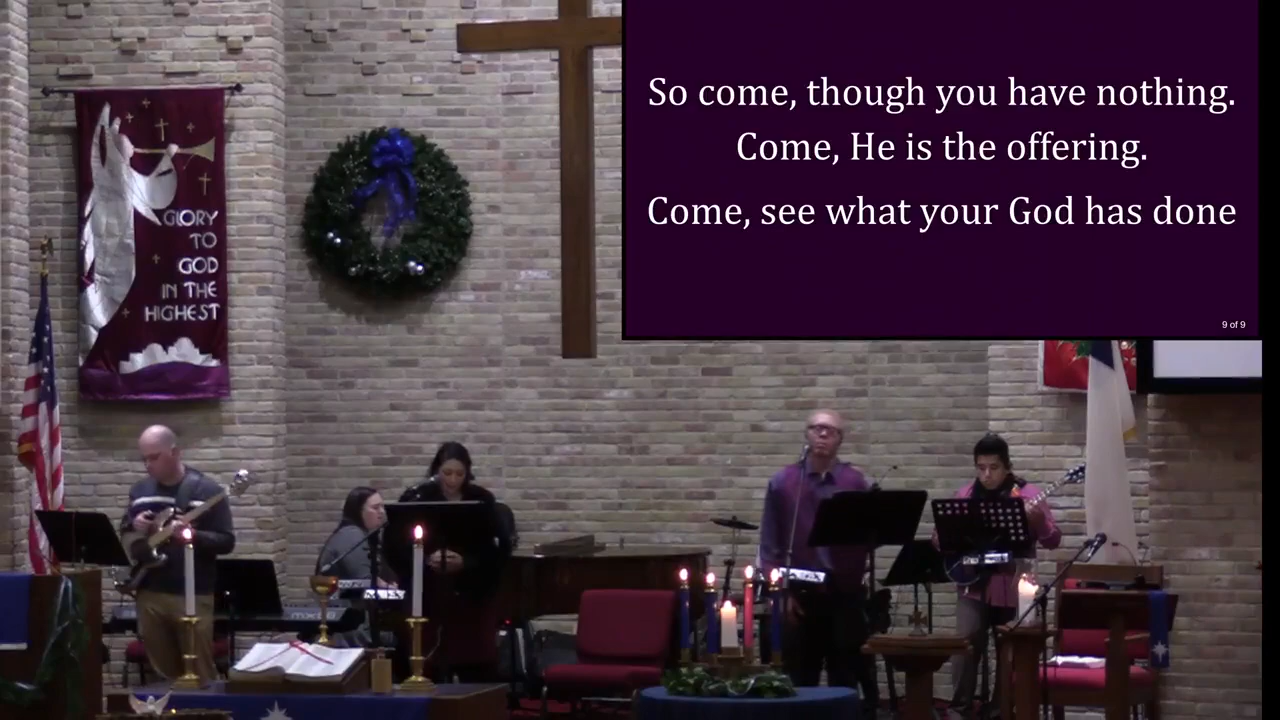 So come, though you have nothing.
Come, He is the offering.
Come, see what your God has done
9 of 9
GLORY
TO
GOD
IN THE
HIGHEST